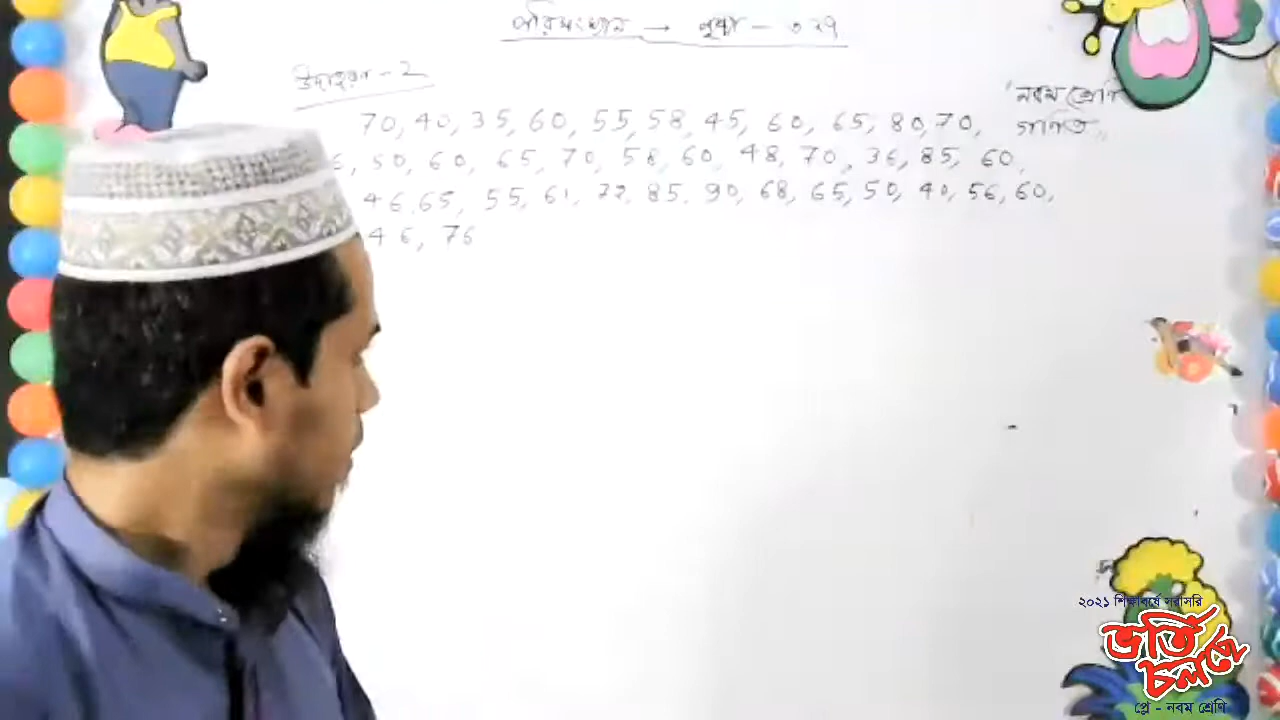 পরিসংখ্যান → পৃষ্ঠা - ৩২৭
উদাহরণ - 2
নবম শ্রেণি
গণিত
70, 40, 35, 60, 55, 58, 45, 60, 65, 80, 70,
50, 60, 65, 70, 58, 60, 48, 70, 36, 85, 60,
46, 65, 55, 61, 72, 85, 90, 68, 65, 50, 40, 56, 60,
46, 76
২০২১ শিক্ষাবর্ষে সরাসরি
ভর্তি
চলছে
প্লে - নবম শ্রেণি